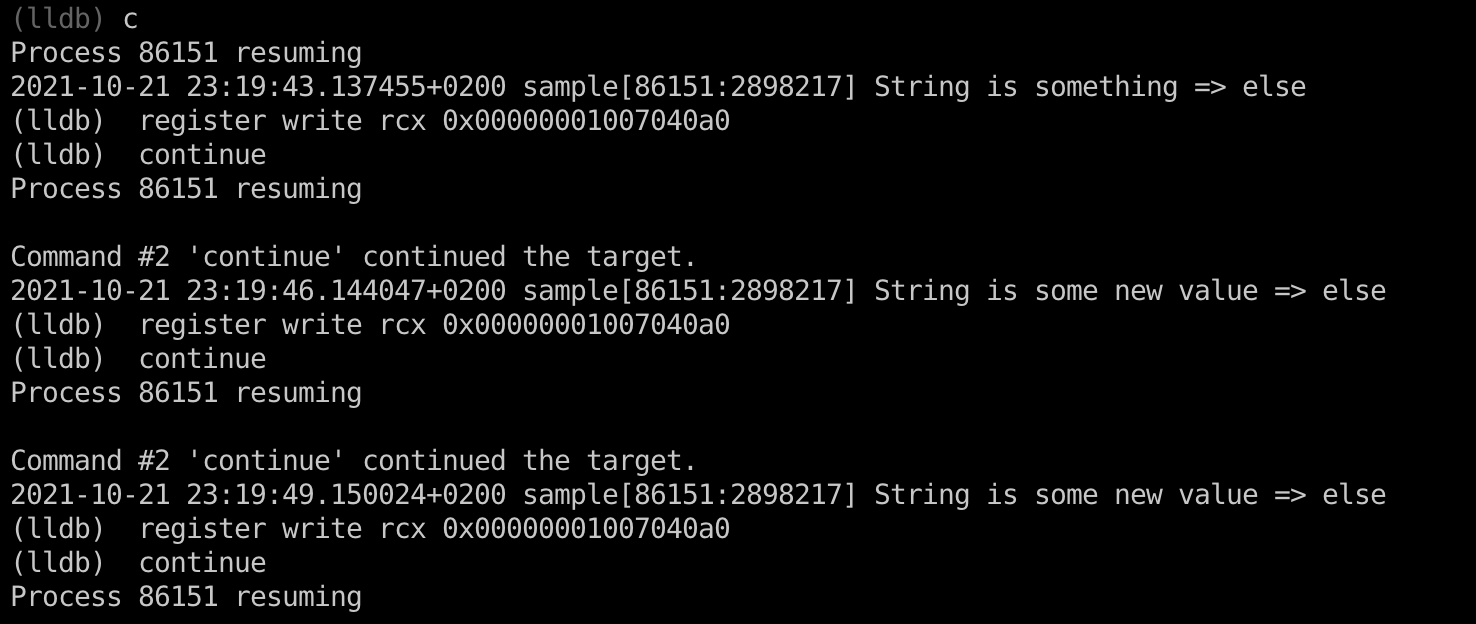 (lldb) c
Process 86151 resuming
2021-10-21 23:19:43.137455+0200 sample[86151:2898217] String is something => else
(lldb)  register write rcx 0x00000001007040a0
(lldb)  continue
Process 86151 resuming
Command #2 'continue' continued the target.
2021-10-21 23:19:46.144047+0200 sample[86151:2898217] String is some new value => else
(lldb)  register write rcx 0x00000001007040a0
(lldb)  continue
Process 86151 resuming
Command #2 'continue' continued the target.
2021-10-21 23:19:49.150024+0200 sample[86151:2898217] String is some new value => else
(lldb)  register write rcx 0x00000001007040a0
(lldb)  continue
Process 86151 resuming